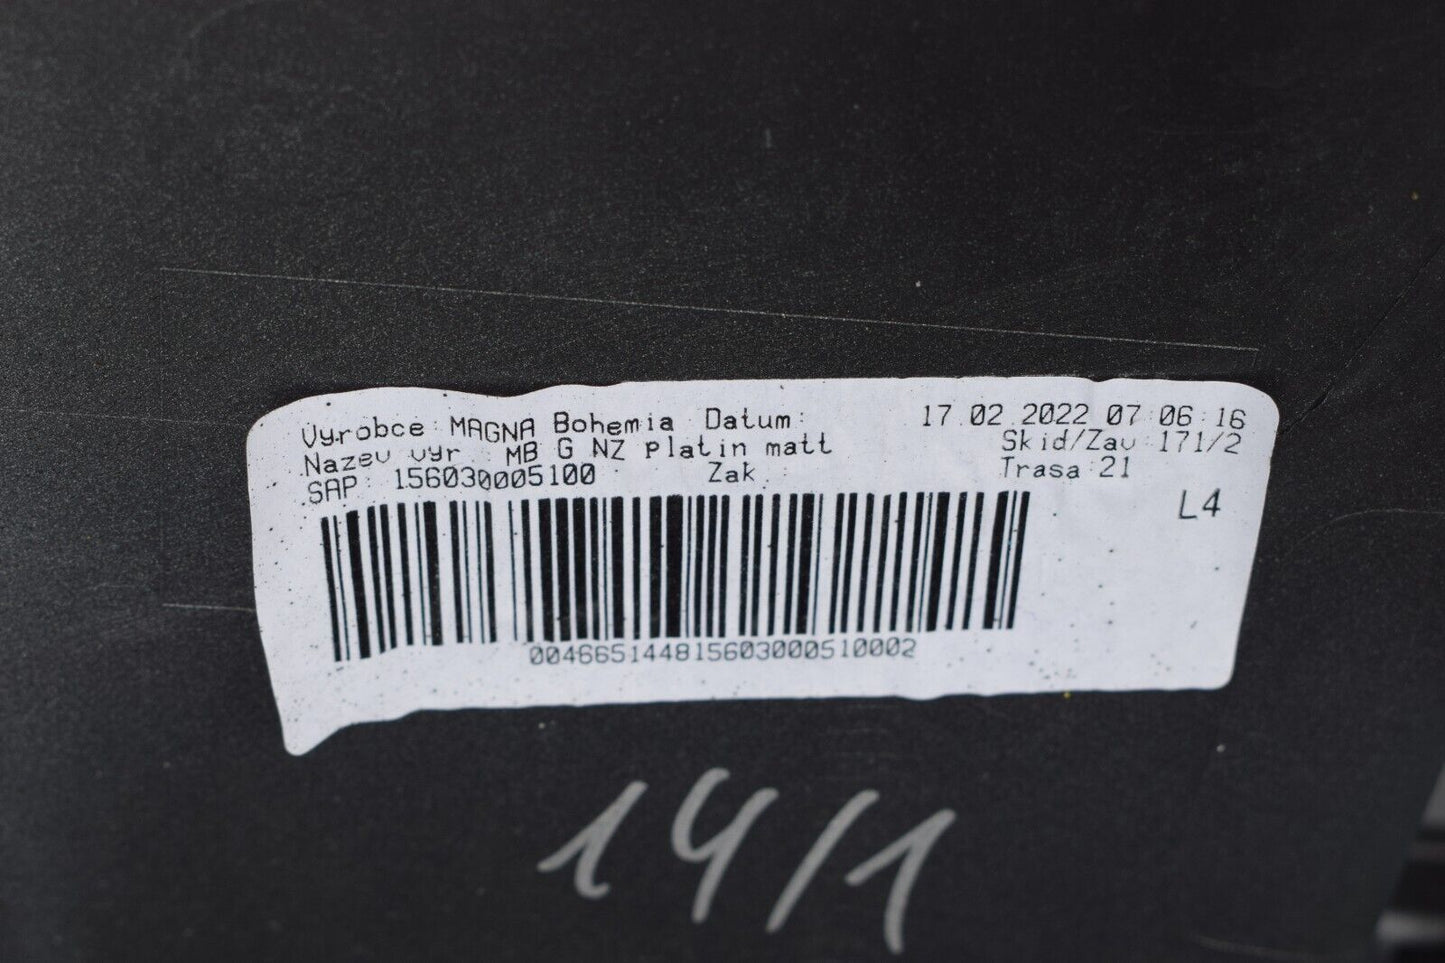 Vyrobce: MAGNA Bohemia Datum: 17.02.2022 07:06:16
Nazev vyr.: MB G NZ platin matt Skid/Zav:171/2
SAP: 156030005100 Zak.: Trasa:21
L4
004665144815603000510002
14/1